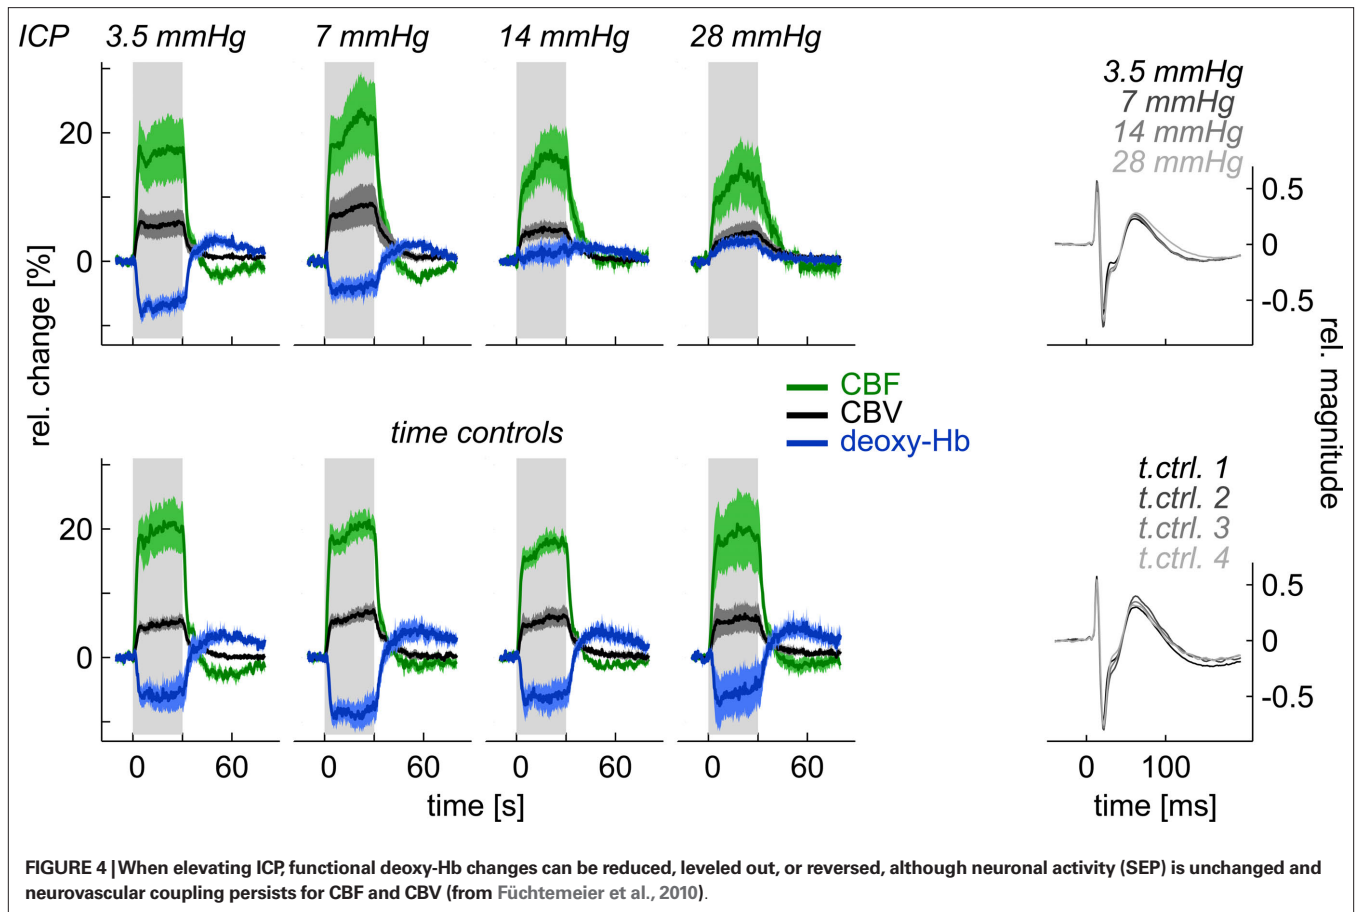 ICP 3.5 mmHg 7 mmHg 14 mmHg 28 mmHg
3.5 mmHg
7 mmHg
14 mmHg
28 mmHg
20
0
rel. change [%]
0.5
0
-0.5
rel. magnitude
CBF
CBV
deoxy-Hb
time controls
t.ctrl. 1
t.ctrl. 2
t.ctrl. 3
t.ctrl. 4
20
0
0.5
0
-0.5
0 60 0 60 0 60 0 60 0 100
time [s] time [ms]
FIGURE 4 | When elevating ICP, functional deoxy-Hb changes can be reduced, leveled out, or reversed, although neuronal activity (SEP) is unchanged and
neurovascular coupling persists for CBF and CBV (from Füchtemeier et al., 2010).